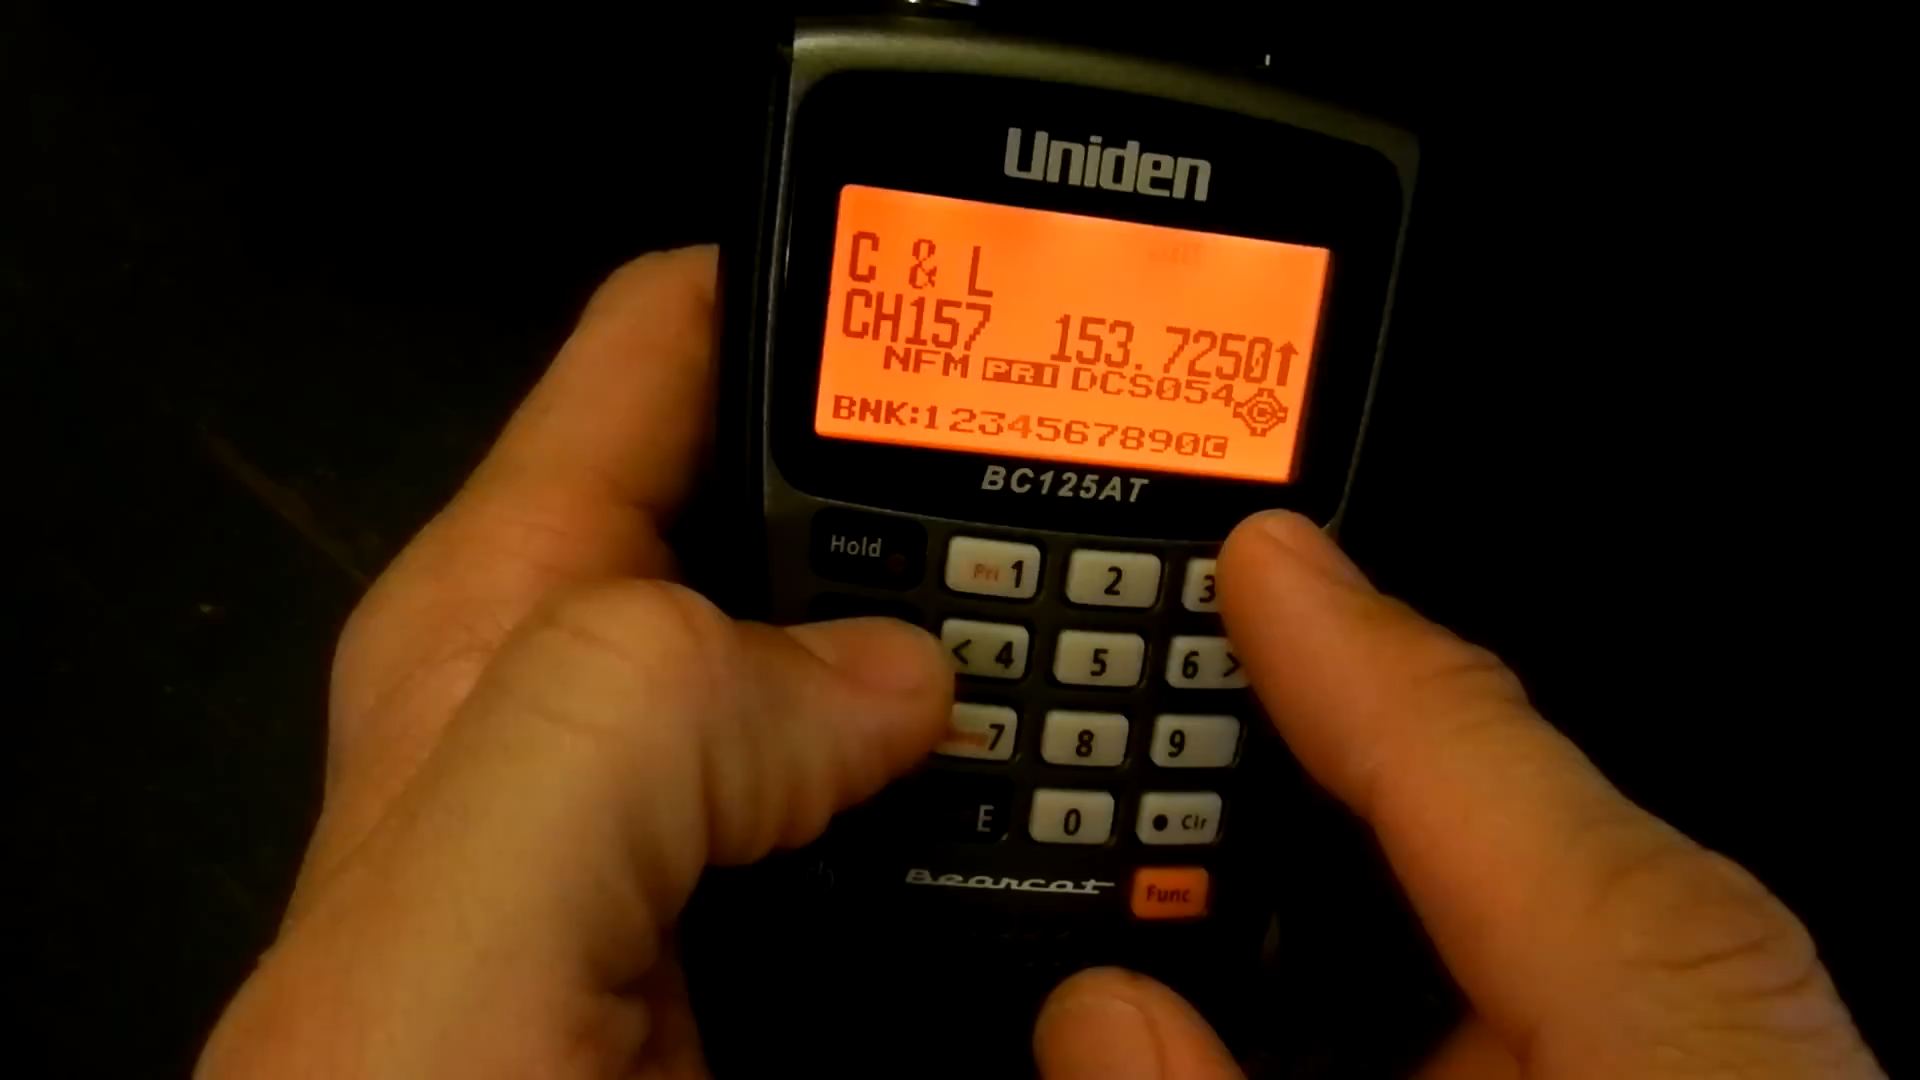 Uniden
C & L
CH157 153.7250↑
NFM PRI DCS054 C
BNK:1234567890C
BC125AT
Hold
Pri 1
2
3
< 4
5
6 >
7
8
9
E
0
• Clr
Bearcat
Func